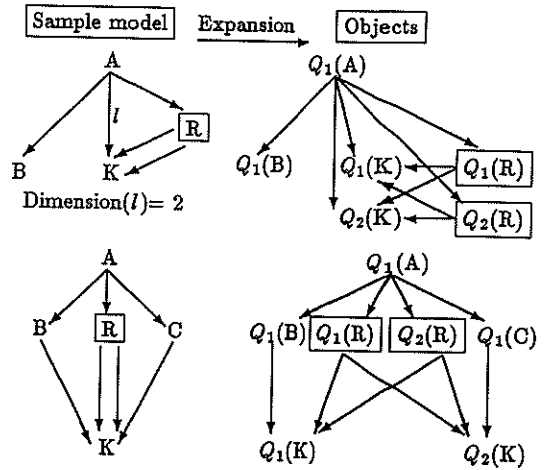 Sample model Expansion Objects
A Q₁(A)
l R
B K Q₁(B) Q₁(K) Q₁(R)
Dimension(l)= 2 Q₂(K) Q₂(R)
A Q₁(A)
B R C Q₁(B) Q₁(R) Q₂(R) Q₁(C)
K Q₁(K) Q₂(K)